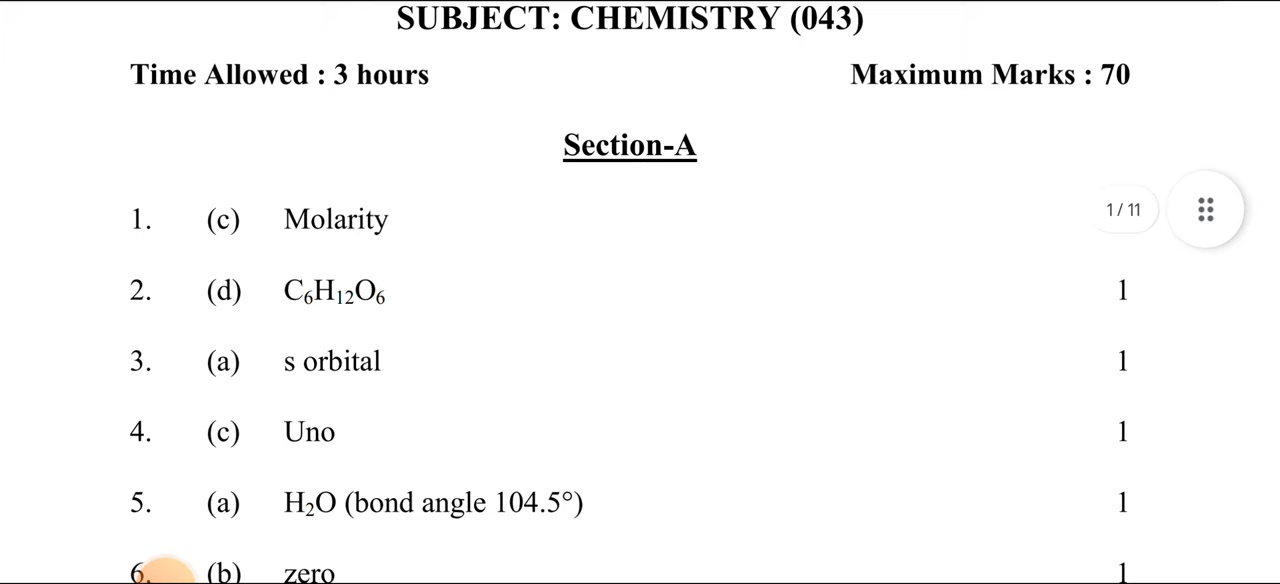 SUBJECT: CHEMISTRY (043)
Time Allowed : 3 hours Maximum Marks : 70
Section-A
1. (c) Molarity 1 / 11
2. (d) C₆H₁₂O₆ 1
3. (a) s orbital 1
4. (c) Uno 1
5. (a) H₂O (bond angle 104.5°) 1
6. (b) zero 1